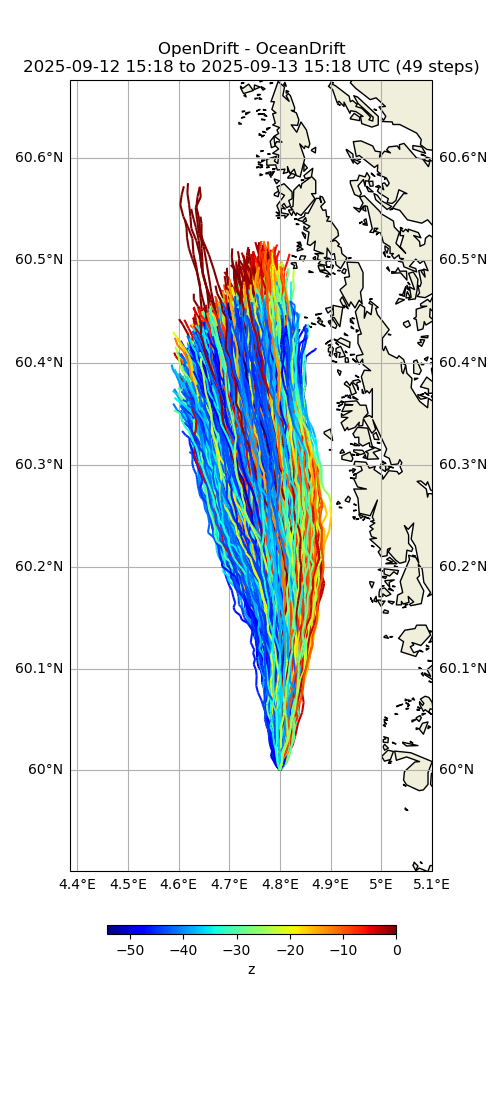 OpenDrift - OceanDrift
2025-09-12 15:18 to 2025-09-13 15:18 UTC (49 steps)
60.6°N 60.6°N
60.5°N 60.5°N
60.4°N 60.4°N
60.3°N 60.3°N
60.2°N 60.2°N
60.1°N 60.1°N
60°N 60°N
4.4°E 4.5°E 4.6°E 4.7°E 4.8°E 4.9°E 5°E 5.1°E
−50 −40 −30 −20 −10 0
z